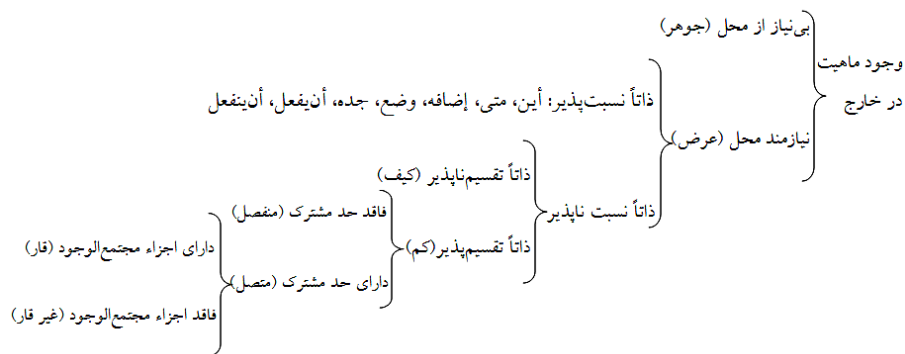 وجود ماهیت
در خارج
بی‌نیاز از محل (جوهر)
نیازمند محل (عرض)
ذاتاً نسبت‌پذیر: أین، متی، إضافه، وضع، جده، أن‌یفعل، أن‌ینفعل
ذاتاً نسبت ناپذیر
ذاتاً تقسیم‌ناپذیر (کیف)
ذاتاً تقسیم‌پذیر(کم)
فاقد حد مشترک (منفصل)
دارای حد مشترک (متصل)
دارای اجزاء مجتمع‌الوجود (قار)
فاقد اجزاء مجتمع‌الوجود (غیر قار)